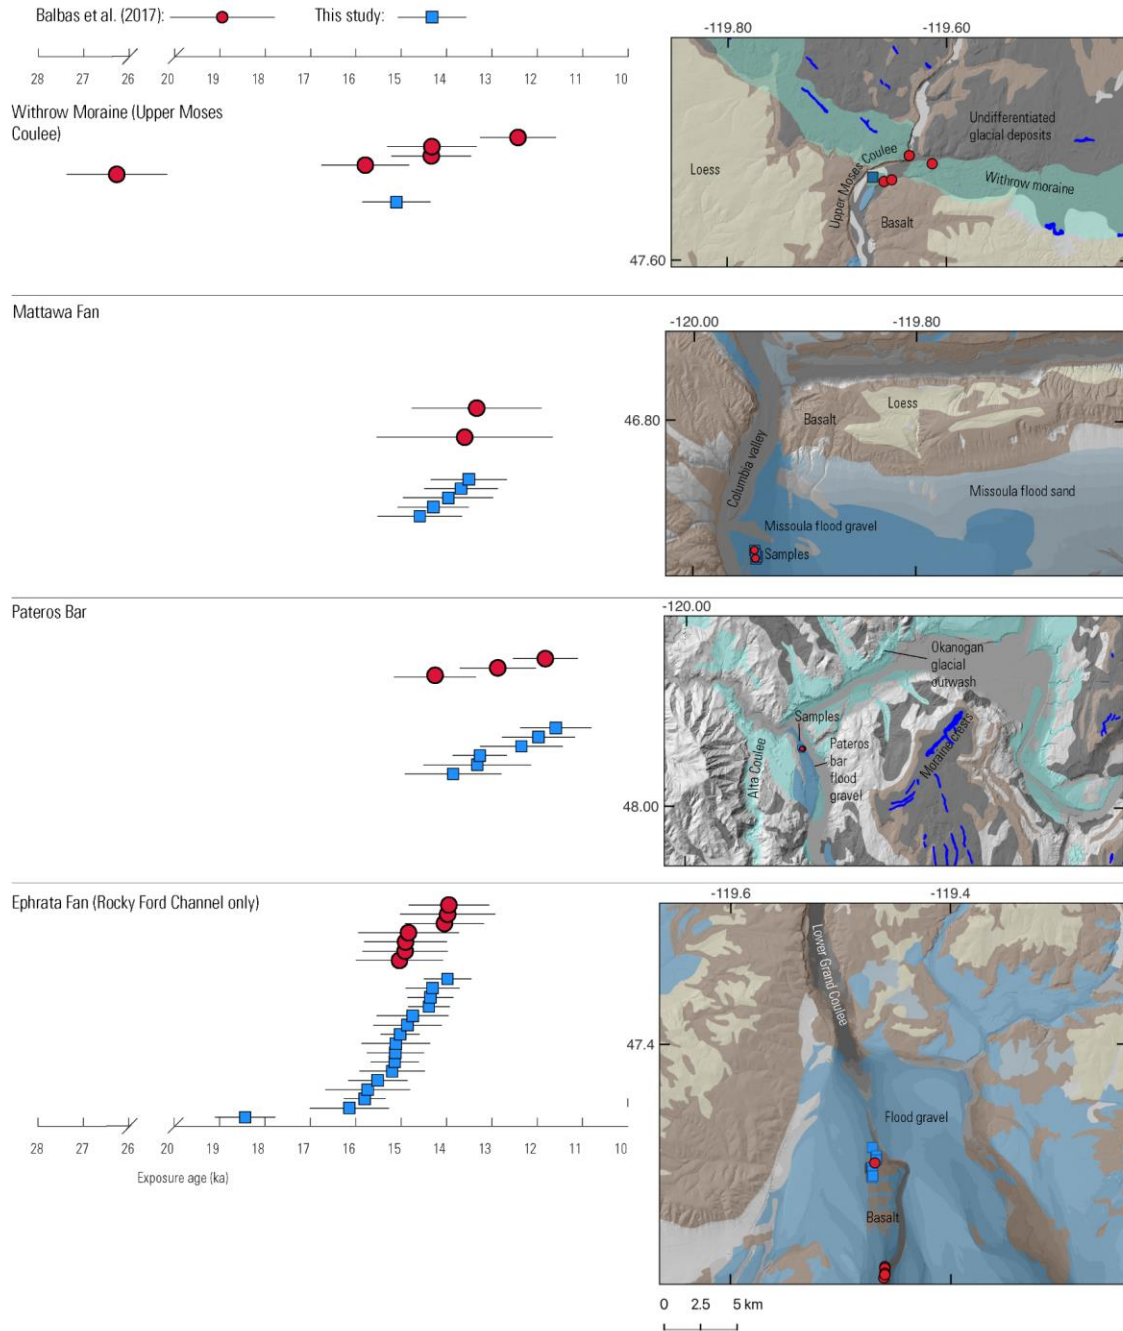 Balbas et al. (2017): This study:
28 26 20 18 16 15 14 13 12 11 10
Withrow Moraine (Upper Moses
Coulee)
-119.80 -119.60
Undifferentiated
glacial deposits
Loess
Upper Moses Coulee
Withrow moraine
Basalt
47.60
Mattawa Fan
-120.00 -119.80
Loess
Basalt
46.80
Columbia valley
Missoula flood sand
Missoula flood gravel
Samples
Pateros Bar
-120.00
Okanogan
glacial
outwash
Samples
Pateros
bar
flood
gravel
Alta Coulee
Moraine crests
48.00
Ephrata Fan (Rocky Ford Channel only)
-119.6 -119.4
Lower Grand Coulee
47.4
Flood gravel
Basalt
28 26 20 18 17 16 15 14 13 12 11 10
Exposure age (ka)
0 2.5 5 km